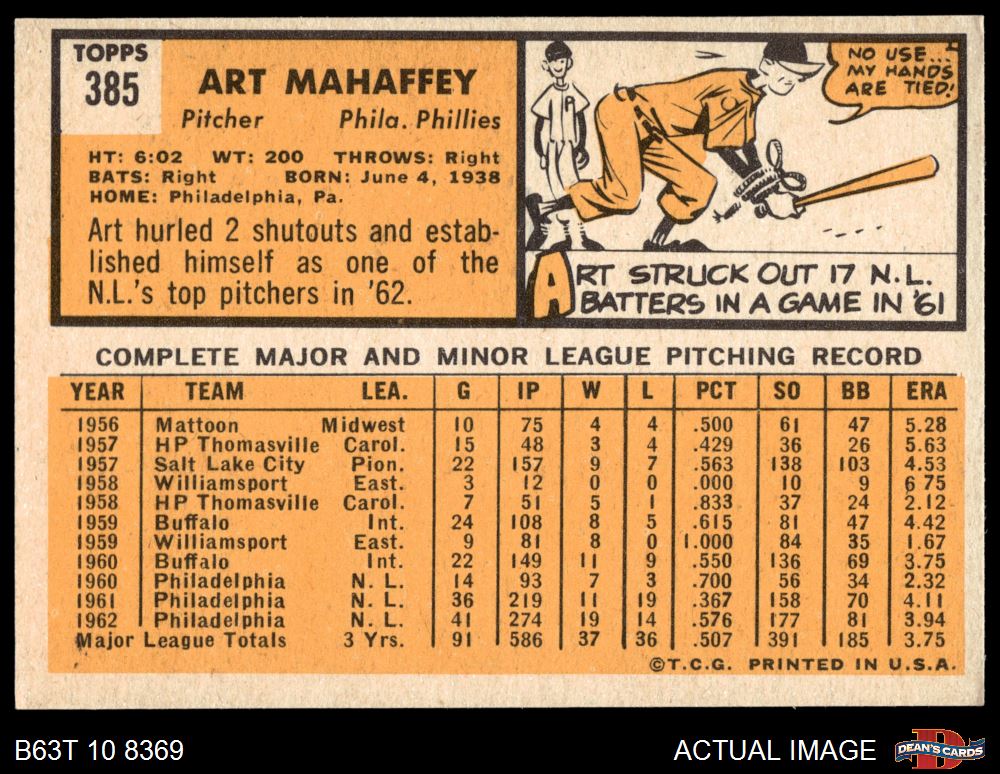 TOPPS
385
ART MAHAFFEY
Pitcher Phila. Phillies
HT: 6:02 WT: 200 THROWS: Right
BATS: Right BORN: June 4, 1938
HOME: Philadelphia, Pa.
Art hurled 2 shutouts and estab-
lished himself as one of the
N.L.'s top pitchers in '62.
NO USE...
MY HANDS
ARE TIED!
P
ART STRUCK OUT 17 N.L.
BATTERS IN A GAME IN '61
COMPLETE MAJOR AND MINOR LEAGUE PITCHING RECORD
YEAR TEAM LEA. G IP W L PCT SO BB ERA
1956 Mattoon Midwest 10 75 4 4 .500 61 47 5.28
1957 HP Thomasville Carol. 15 48 3 4 .429 36 26 5.63
1957 Salt Lake City Pion. 22 157 9 7 .563 138 103 4.53
1958 Williamsport East. 3 12 0 0 .000 10 9 6 75
1958 HP Thomasville Carol. 7 51 5 1 .833 37 24 2.12
1959 Buffalo Int. 24 108 8 5 .615 81 47 4.42
1959 Williamsport East. 9 81 8 0 1.000 84 35 1.67
1960 Buffalo Int. 22 149 11 9 .550 136 69 3.75
1960 Philadelphia N. L. 14 93 7 3 .700 56 34 2.32
1961 Philadelphia N. L. 36 219 11 19 .367 158 70 4.11
1962 Philadelphia N. L. 41 274 19 14 .576 177 81 3.94
Major League Totals 3 Yrs. 91 586 37 36 .507 391 185 3.75
©T.C.G. PRINTED IN U.S.A.
B63T 10 8369
ACTUAL IMAGE
DEAN'S CARDS